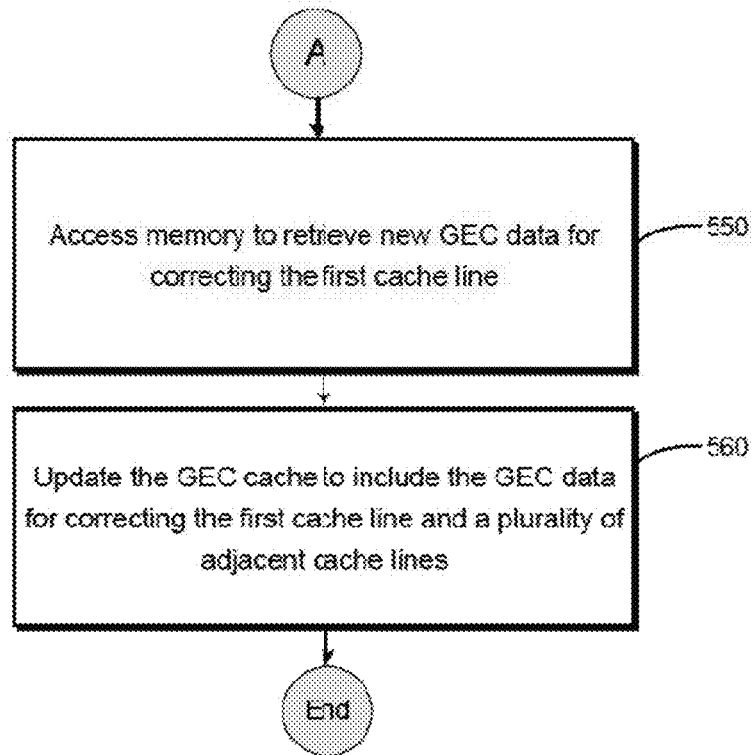 A
Access memory to retrieve new GEC data for
correcting the first cache line
550
Update the GEC cache to include the GEC data
for correcting the first cache line and a plurality of
adjacent cache lines
560
End